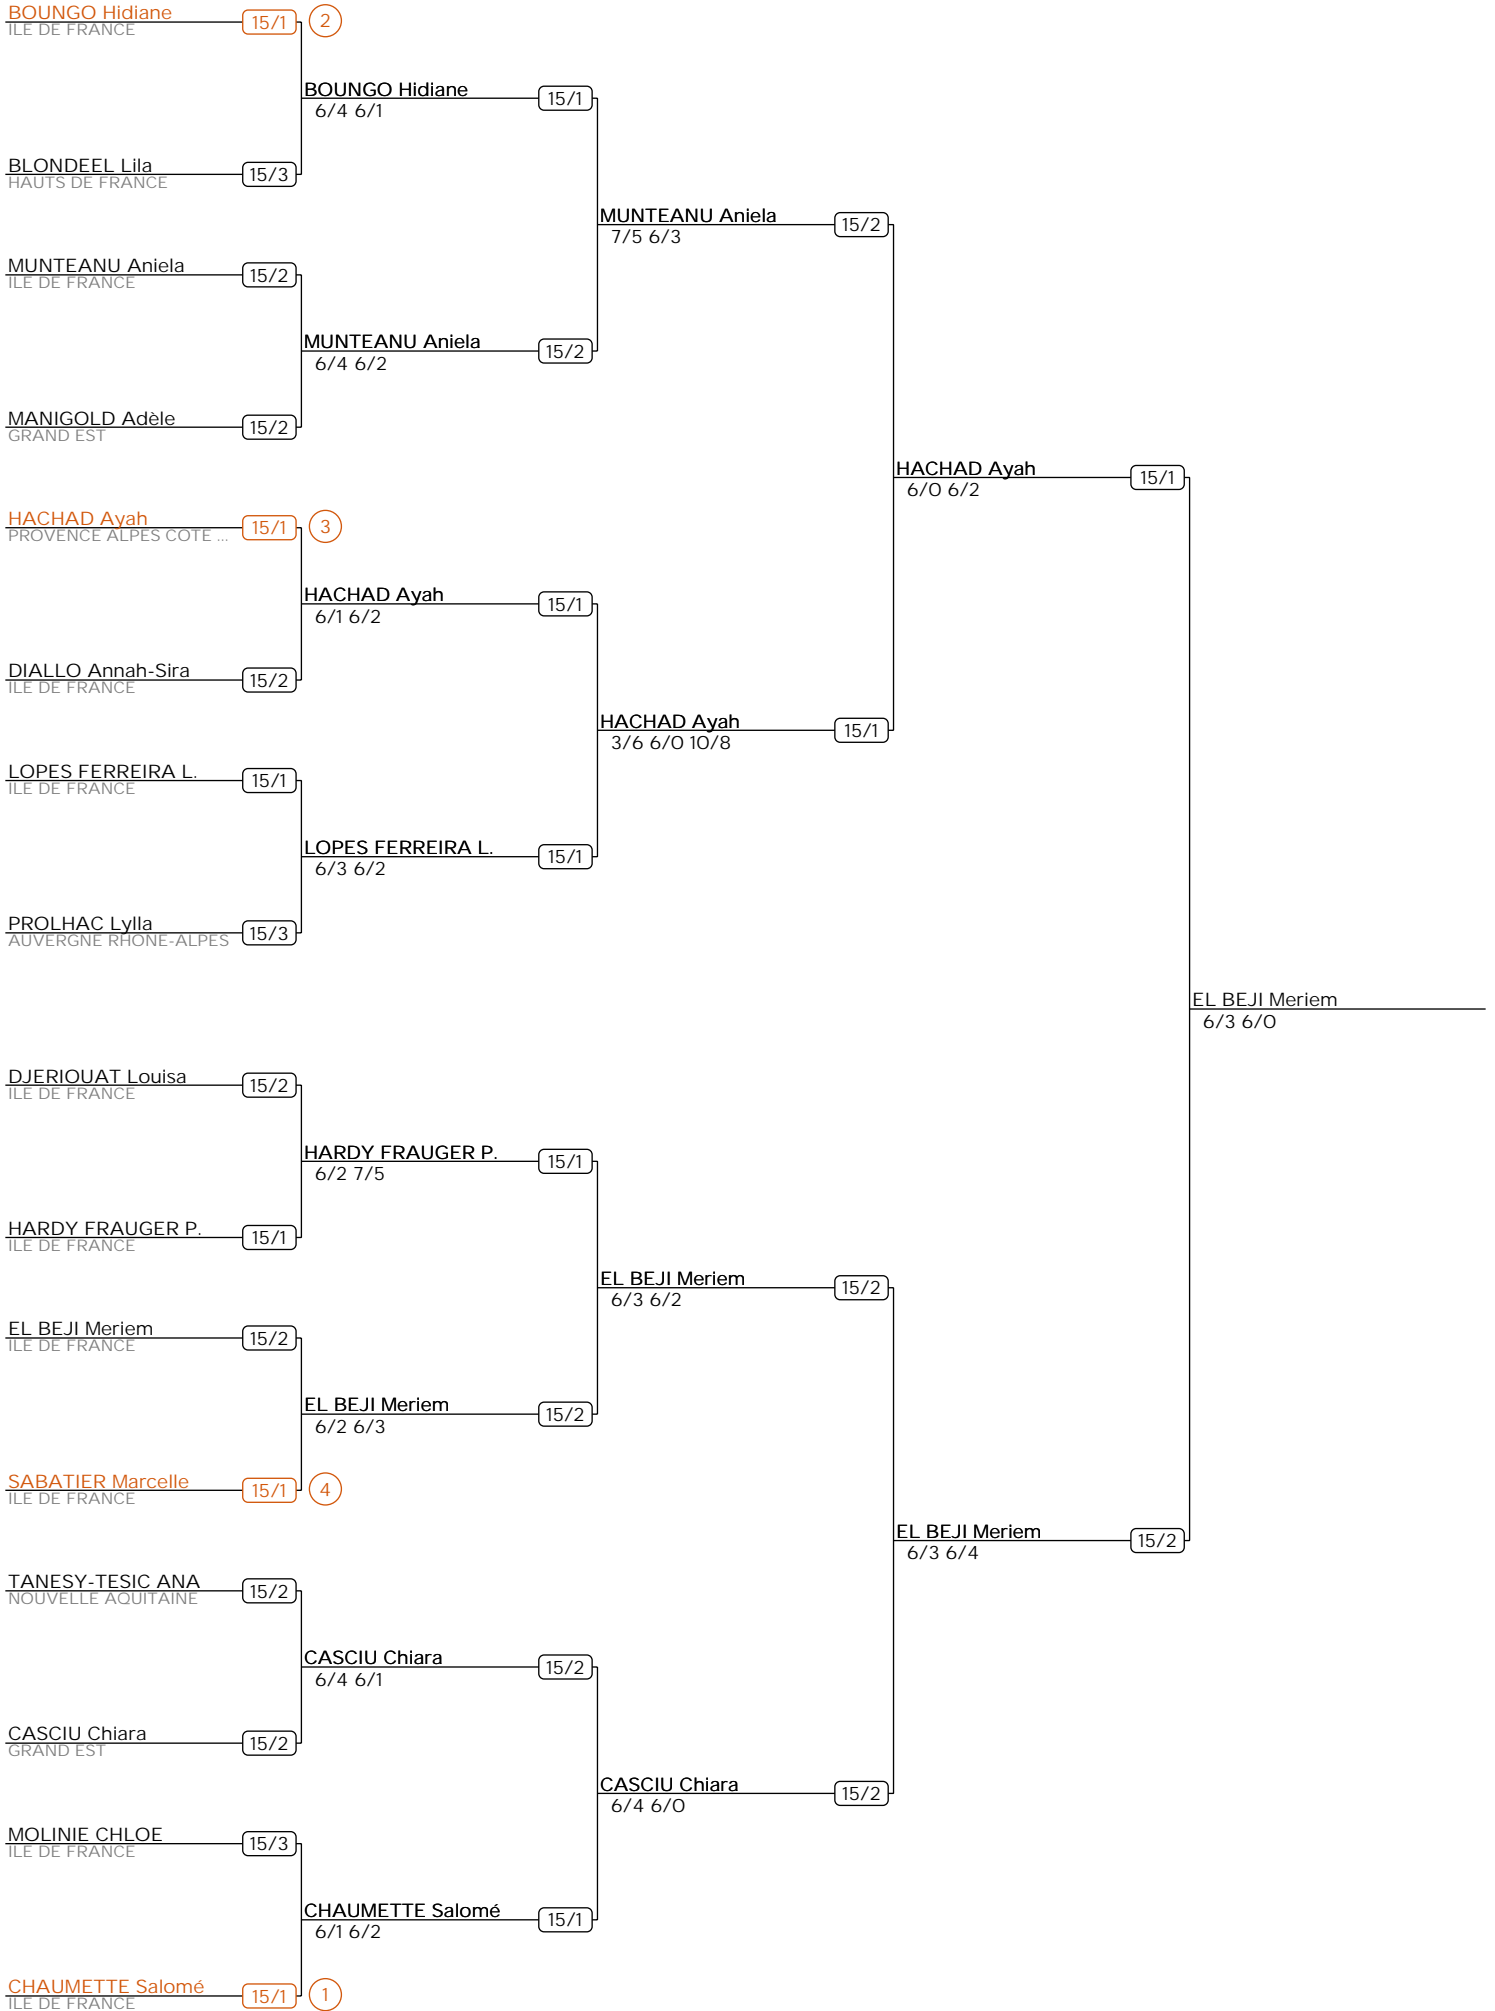 BOUNGO Hidiane
ILE DE FRANCE
15/1
2
BOUNGO Hidiane
6/4 6/1
15/1
BLONDEEL Lila
HAUTS DE FRANCE
15/3
MUNTEANU Aniela
7/5 6/3
15/2
MUNTEANU Aniela
ILE DE FRANCE
15/2
MUNTEANU Aniela
6/4 6/2
15/2
MANIGOLD Adèle
GRAND EST
15/2
HACHAD Ayah
6/0 6/2
15/1
HACHAD Ayah
PROVENCE ALPES COTE ...
15/1
3
HACHAD Ayah
6/1 6/2
15/1
DIALLO Annah-Sira
ILE DE FRANCE
15/2
HACHAD Ayah
3/6 6/0 10/8
15/1
LOPES FERREIRA L.
ILE DE FRANCE
15/1
LOPES FERREIRA L.
6/3 6/2
15/1
PROLHAC Lylla
AUVERGNE RHONE-ALPES
15/3
EL BEJI Meriem
6/3 6/0
DJERIOUAT Louisa
ILE DE FRANCE
15/2
HARDY FRAUGER P.
6/2 7/5
15/1
HARDY FRAUGER P.
ILE DE FRANCE
15/1
EL BEJI Meriem
6/3 6/2
15/2
EL BEJI Meriem
ILE DE FRANCE
15/2
EL BEJI Meriem
6/2 6/3
15/2
SABATIER Marcelle
ILE DE FRANCE
15/1
4
EL BEJI Meriem
6/3 6/4
15/2
TANESY-TESIC ANA
NOUVELLE AQUITAINE
15/2
CASCIU Chiara
6/4 6/1
15/2
CASCIU Chiara
GRAND EST
15/2
CASCIU Chiara
6/4 6/0
15/2
MOLINIE CHLOE
ILE DE FRANCE
15/3
CHAUMETTE Salomé
6/1 6/2
15/1
CHAUMETTE Salomé
ILE DE FRANCE
15/1
1